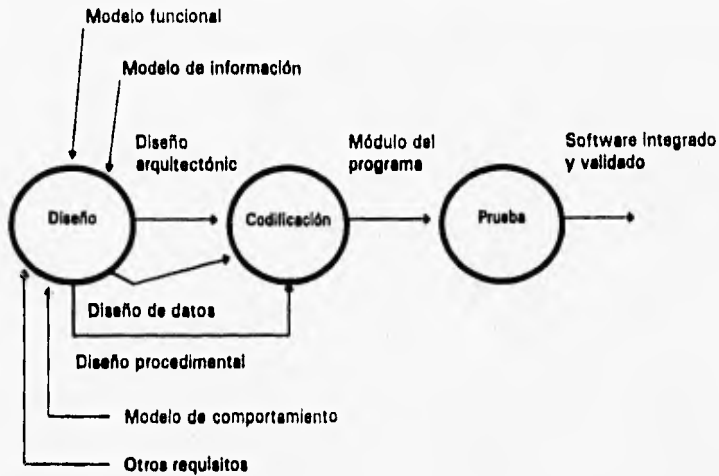 Modelo funcional
Modelo de información
Diseño
arquitectónic
Módulo del
programa
Software integrado
y validado
Diseño
Codificación
Prueba
Diseño de datos
Diseño procedimental
Modelo de comportamiento
Otros requisitos